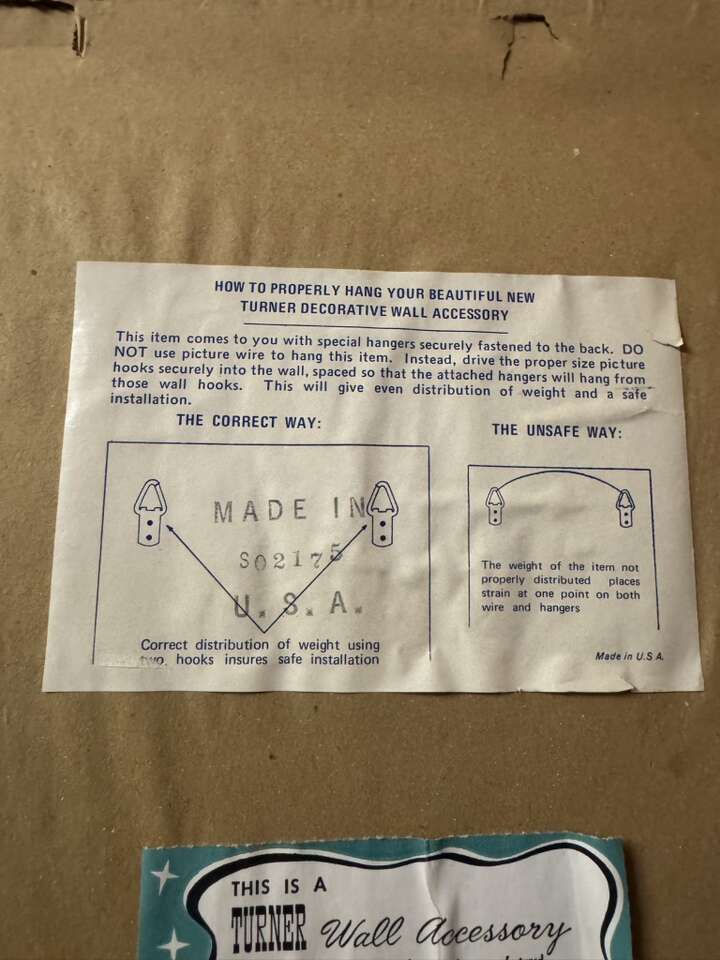 HOW TO PROPERLY HANG YOUR BEAUTIFUL NEW
TURNER DECORATIVE WALL ACCESSORY
This item comes to you with special hangers securely fastened to the back. DO
NOT use picture wire to hang this item. Instead, drive the proper size picture
hooks securely into the wall, spaced so that the attached hangers will hang from
those wall hooks. This will give even distribution of weight and a safe
installation.
THE CORRECT WAY:
MADE IN
S02175
U.S.A.
Correct distribution of weight using
two hooks insures safe installation
THE UNSAFE WAY:
The weight of the item not
properly distributed places
strain at one point on both
wire and hangers
Made in U.S.A.
THIS IS A
TURNER Wall Accessory